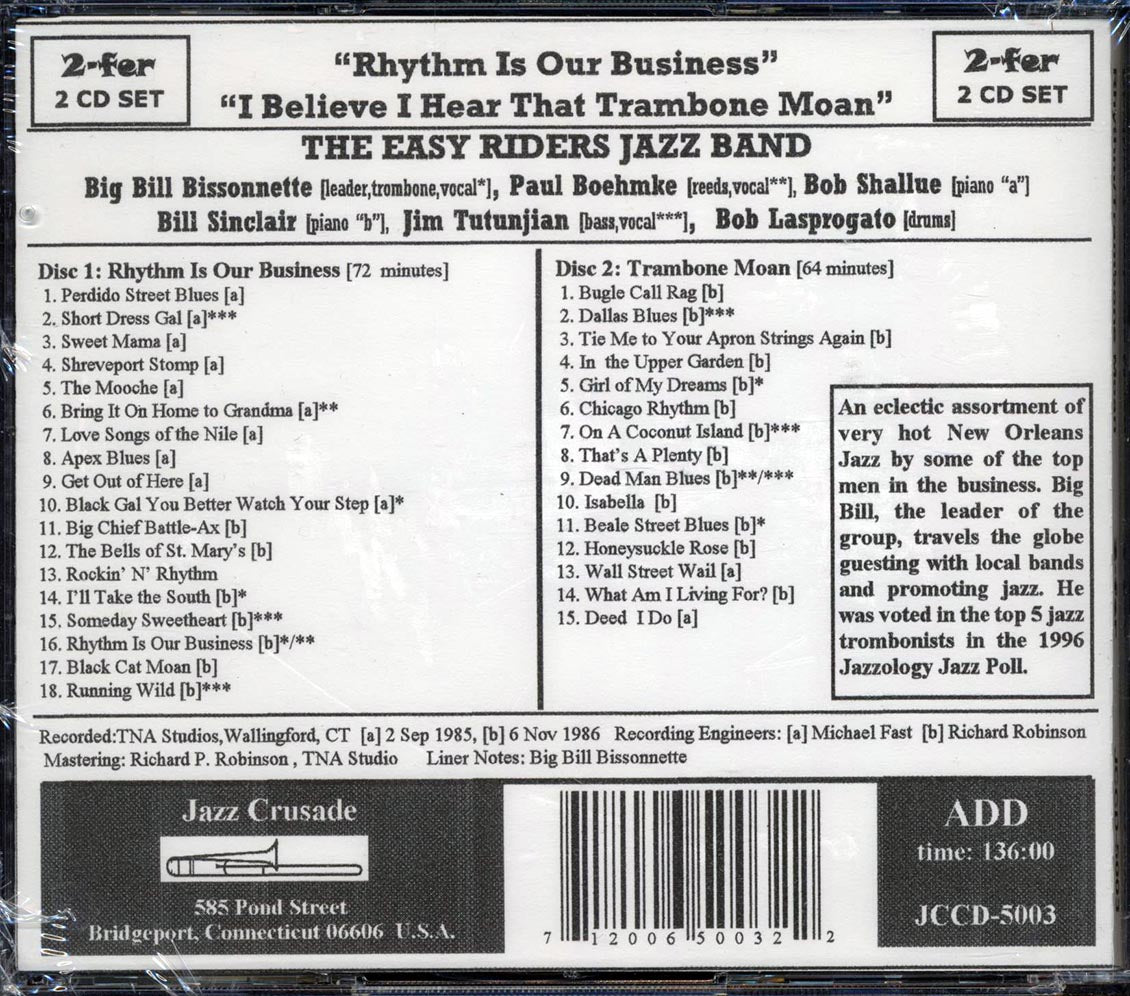 2-fer
2 CD SET
"Rhythm Is Our Business"
"I Believe I Hear That Trambone Moan"
2-fer
2 CD SET
THE EASY RIDERS JAZZ BAND
Big Bill Bissonnette [leader,trombone,vocal*], Paul Boehmke [reeds,vocal**], Bob Shallue [piano "a"]
Bill Sinclair [piano "b"], Jim Tutunjian [bass,vocal***], Bob Lasprogato [drums]
Disc 1: Rhythm Is Our Business [72 minutes]
1. Perdido Street Blues [a]
2. Short Dress Gal [a]***
3. Sweet Mama [a]
4. Shreveport Stomp [a]
5. The Mooche [a]
6. Bring It On Home to Grandma [a]**
7. Love Songs of the Nile [a]
8. Apex Blues [a]
9. Get Out of Here [a]
10. Black Gal You Better Watch Your Step [a]*
11. Big Chief Battle-Ax [b]
12. The Bells of St. Mary's [b]
13. Rockin' N' Rhythm
14. I'll Take the South [b]*
15. Someday Sweetheart [b]***
16. Rhythm Is Our Business [b]*/**
17. Black Cat Moan [b]
18. Running Wild [b]***
Disc 2: Trambone Moan [64 minutes]
1. Bugle Call Rag [b]
2. Dallas Blues [b]***
3. Tie Me to Your Apron Strings Again [b]
4. In the Upper Garden [b]
5. Girl of My Dreams [b]*
6. Chicago Rhythm [b]
7. On A Coconut Island [b]***
8. That's A Plenty [b]
9. Dead Man Blues [b]**/***
10. Isabella [b]
11. Beale Street Blues [b]*
12. Honeysuckle Rose [b]
13. Wall Street Wail [a]
14. What Am I Living For? [b]
15. Deed I Do [a]
An eclectic assortment of
very hot New Orleans
Jazz by some of the top
men in the business. Big
Bill, the leader of the
group, travels the globe
guesting with local bands
and promoting jazz. He
was voted in the top 5 jazz
trombonists in the 1996
Jazzology Jazz Poll.
Recorded:TNA Studios,Wallingford, CT [a] 2 Sep 1985, [b] 6 Nov 1986 Recording Engineers: [a] Michael Fast [b] Richard Robinson
Mastering: Richard P. Robinson , TNA Studio Liner Notes: Big Bill Bissonnette
Jazz Crusade
585 Pond Street
Bridgeport, Connecticut 06606 U.S.A.
7 12006 50032 2
ADD
time: 136:00
JCCD-5003